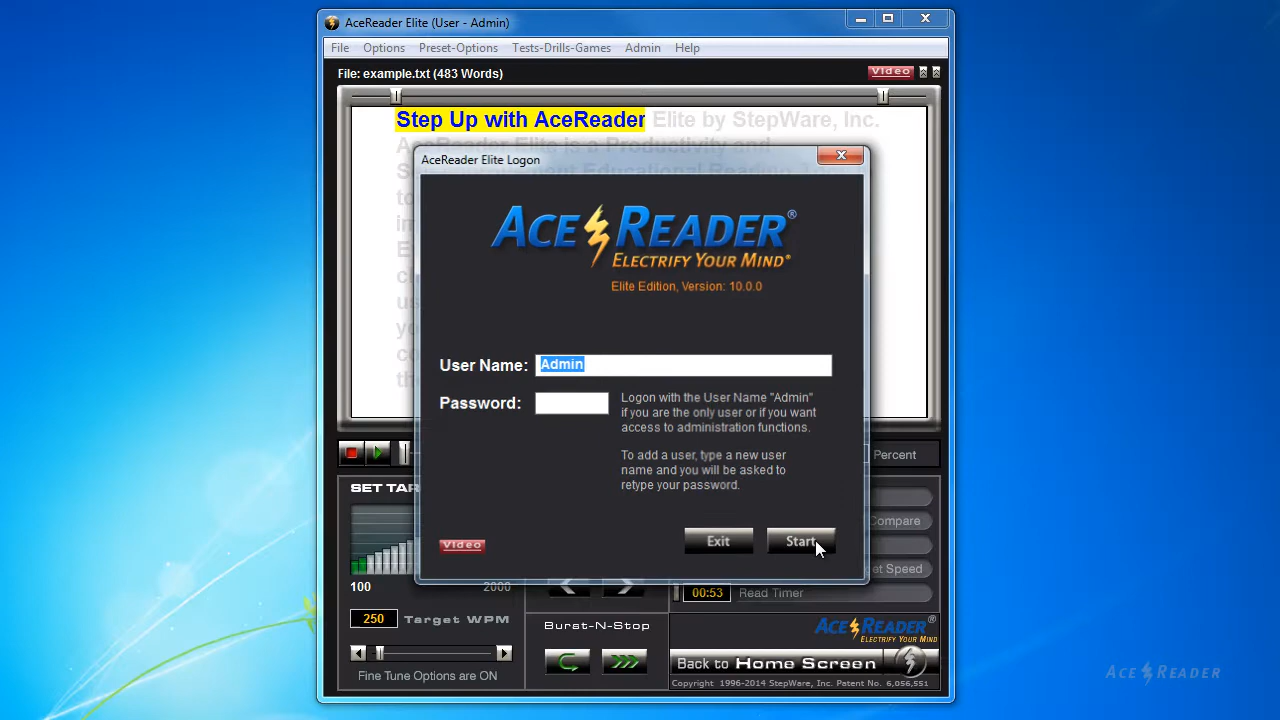 AceReader Elite (User - Admin)
File Options Preset-Options Tests-Drills-Games Admin Help
File: example.txt (483 Words)
Video
Step Up with AceReader Elite by StepWare, Inc.
AceReader Elite is a Productivity and
AceReader Elite Logon
ACE READER®
ELECTRIFY YOUR MIND®
Elite Edition, Version: 10.0.0
User Name: Admin
Password:
Logon with the User Name "Admin"
if you are the only user or if you want
access to administration functions.
To add a user, type a new user
name and you will be asked to
retype your password.
Video
Exit
Start
Percent
SET TAR
Compare
et Speed
100
2000
00:53 Read Timer
250 Target WPM
Burst-N-Stop
ACE READER®
ELECTRIFY YOUR MIND
Back to Home Screen
Fine Tune Options are ON
Copyright 1996-2014 StepWare, Inc. Patent No. 6,056,551
ACE READER